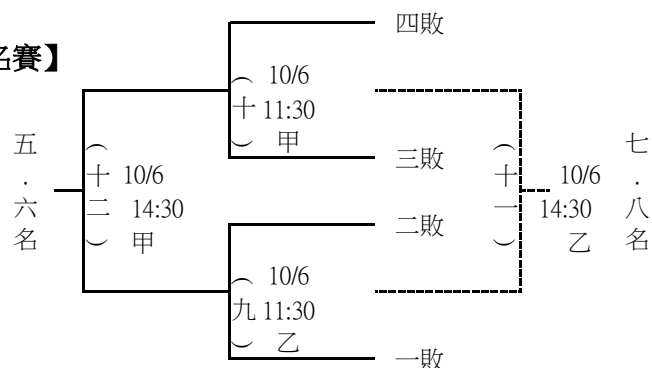 名賽】
四敗
(十) 10/6
11:30
甲
三敗
五.六名
(十二) 10/6
14:30
甲
(十一) 10/6
14:30
乙
七.八名
二敗
(九) 10/6
11:30
乙
一敗